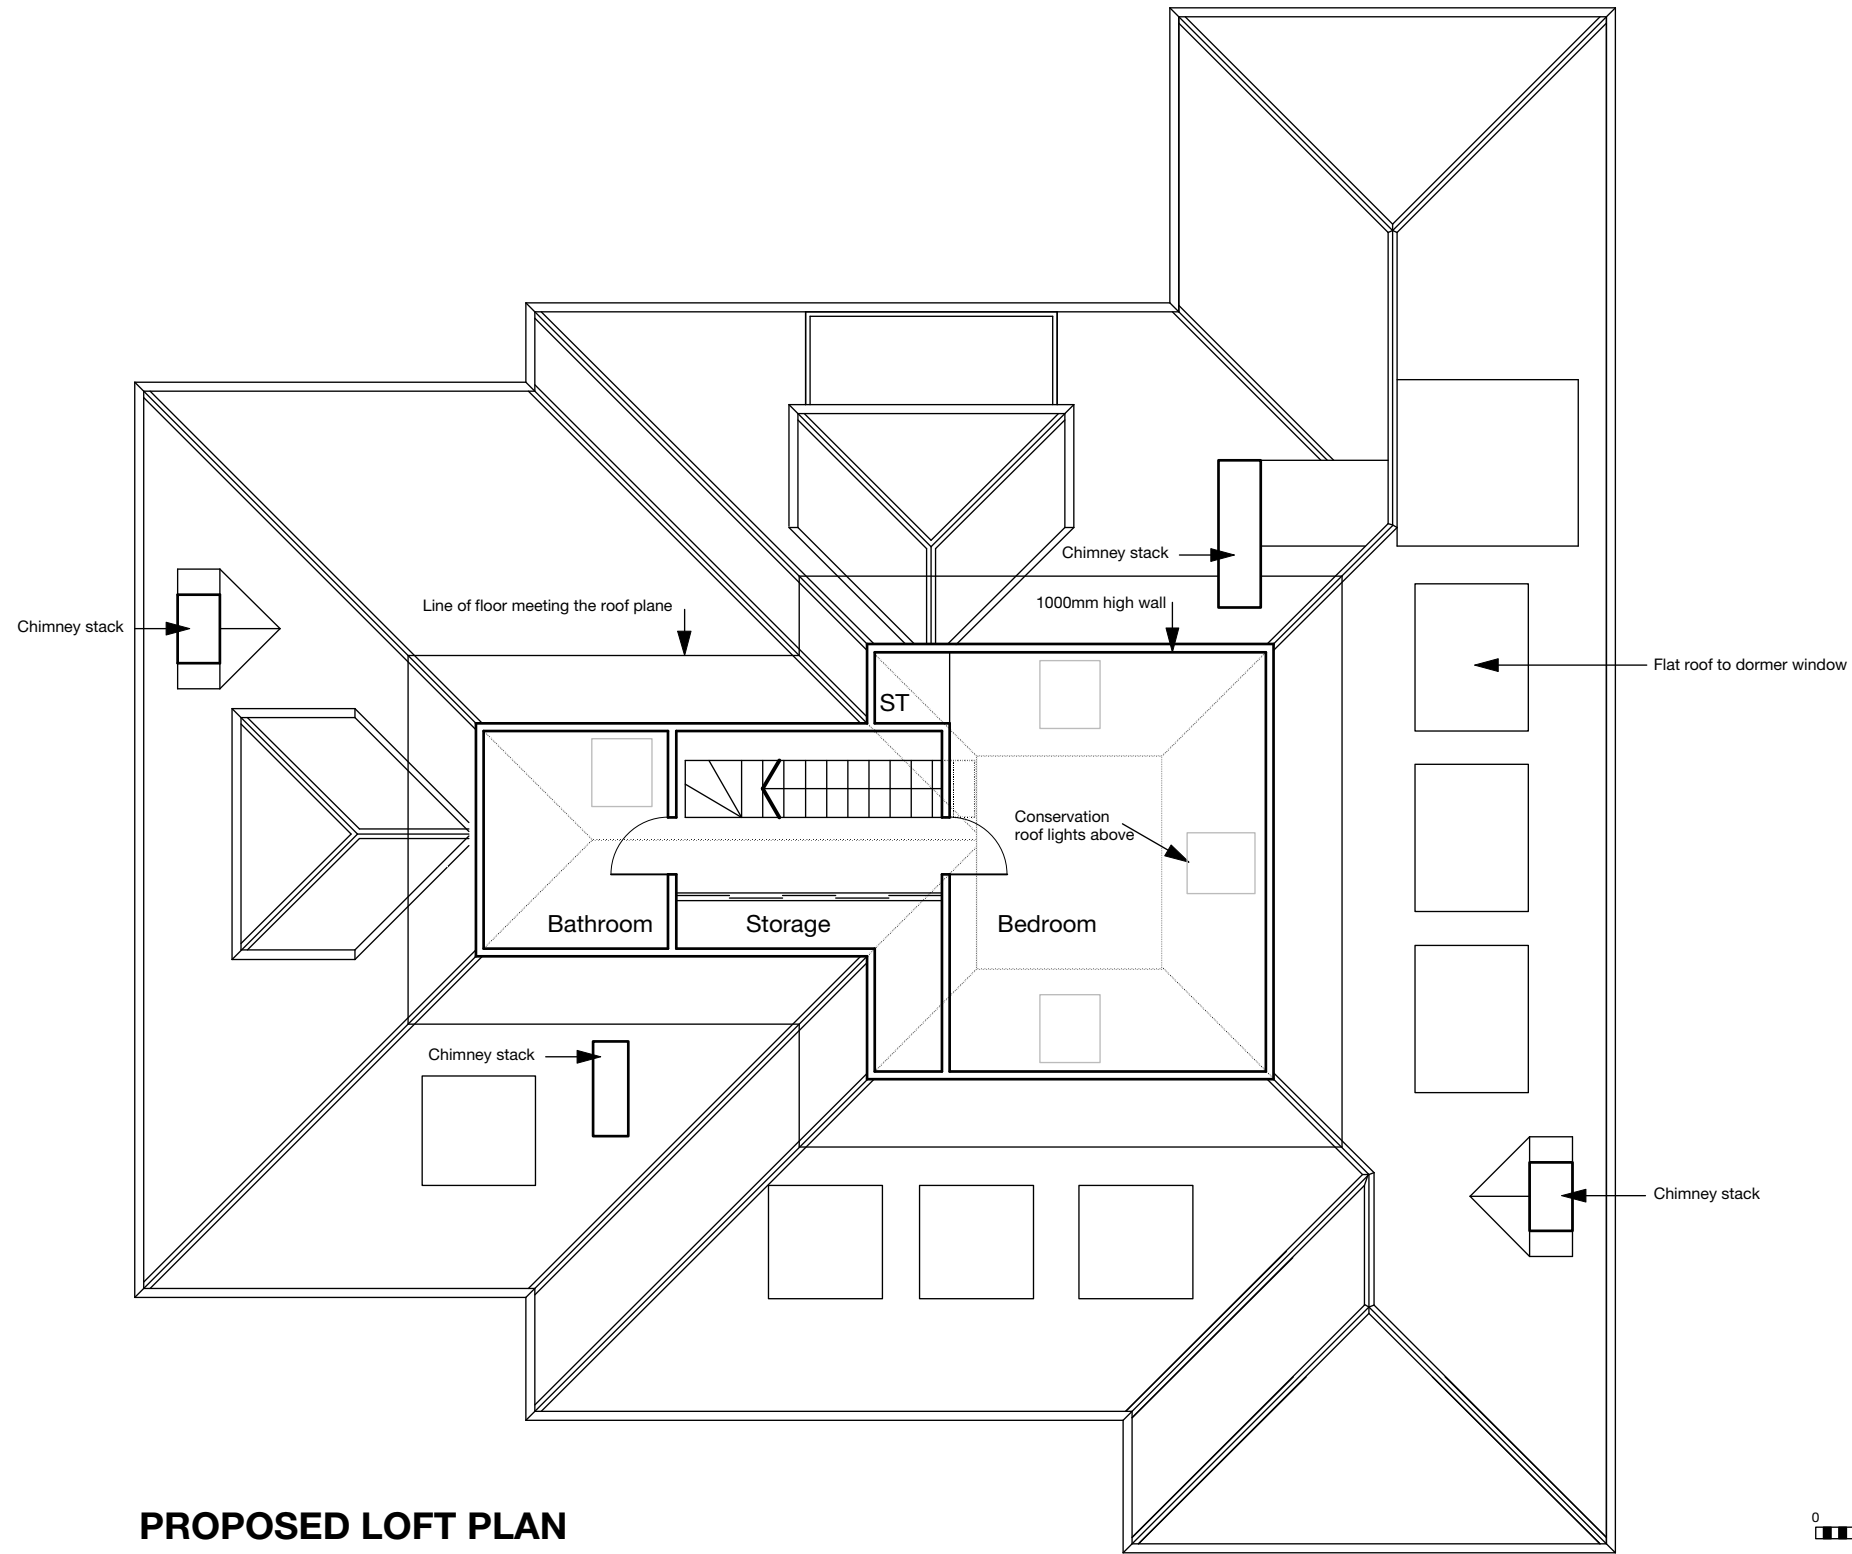 Chimney stack
Line of floor meeting the roof plane
1000mm high wall
Chimney stack
Flat roof to dormer window
ST
Conservation
roof lights above
Bathroom
Storage
Bedroom
Chimney stack
Chimney stack
PROPOSED LOFT PLAN
0